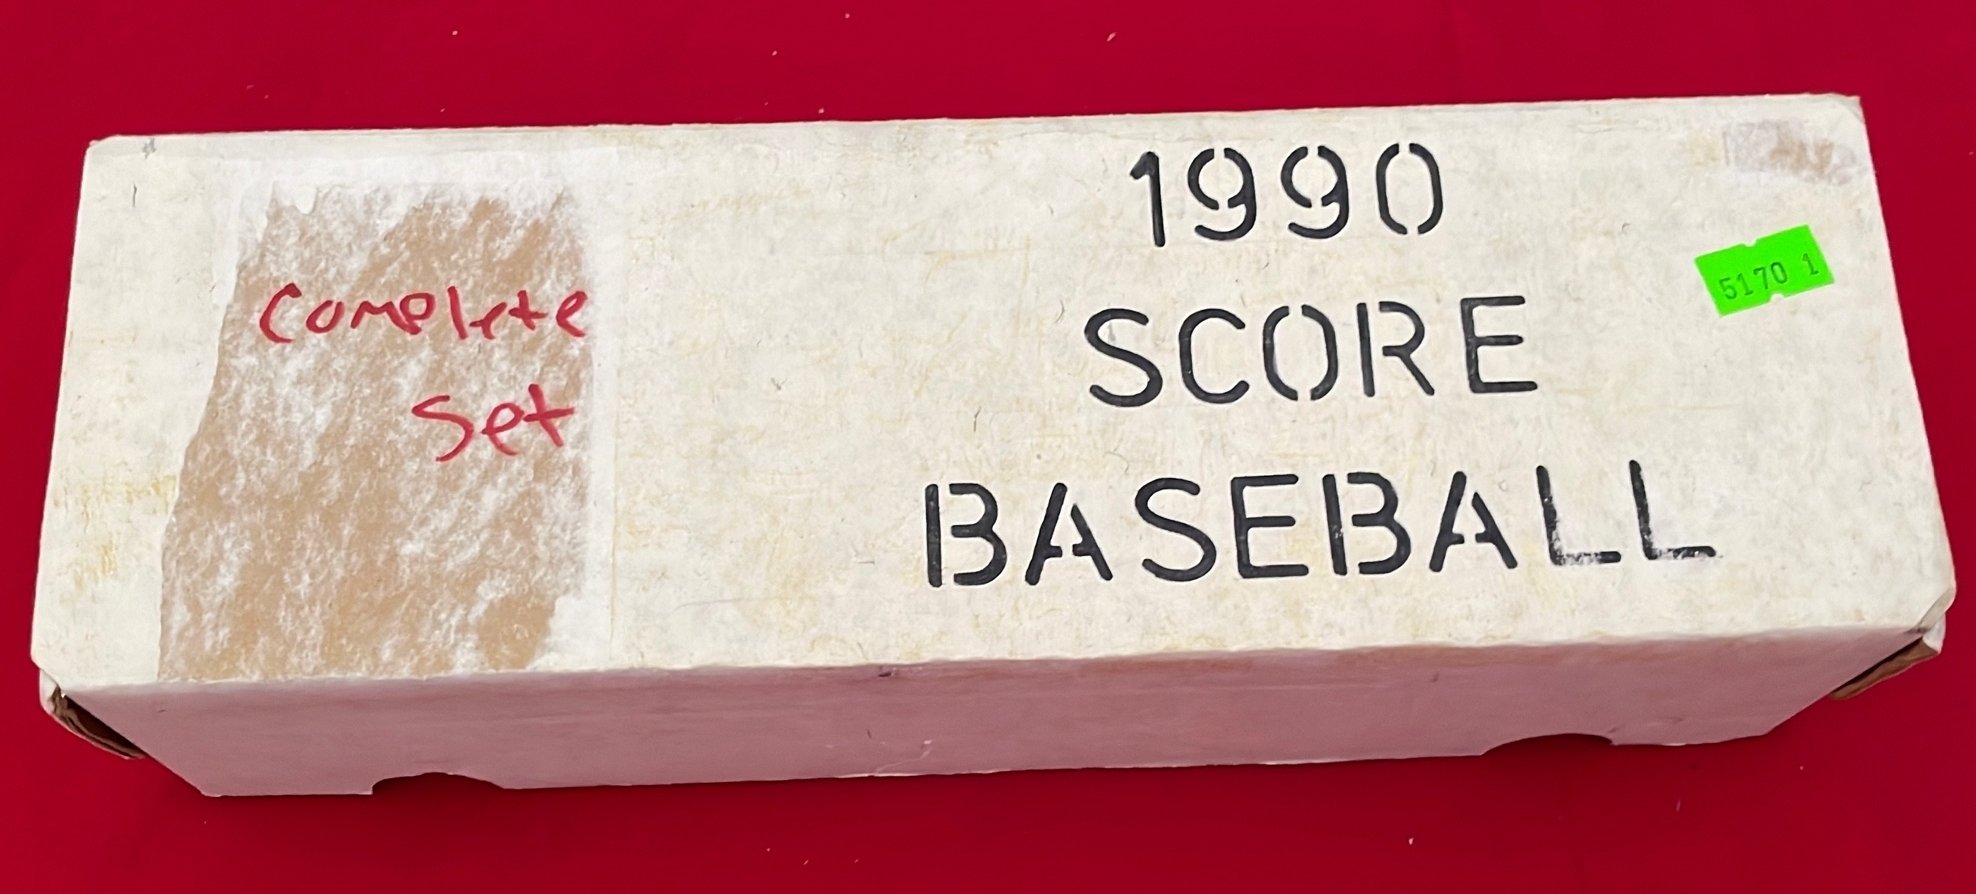 1990
SCORE
BASEBALL
Complete
Set
5170 1